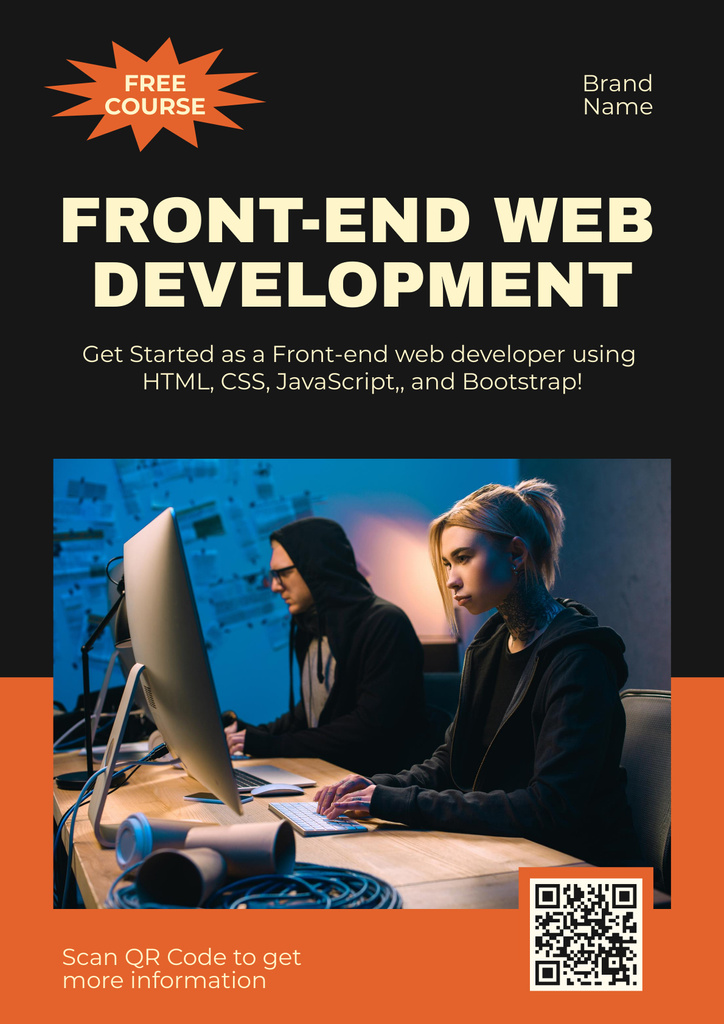 FREE
COURSE
Brand
Name
FRONT-END WEB
DEVELOPMENT
Get Started as a Front-end web developer using
HTML, CSS, JavaScript,, and Bootstrap!
Scan QR Code to get
more information